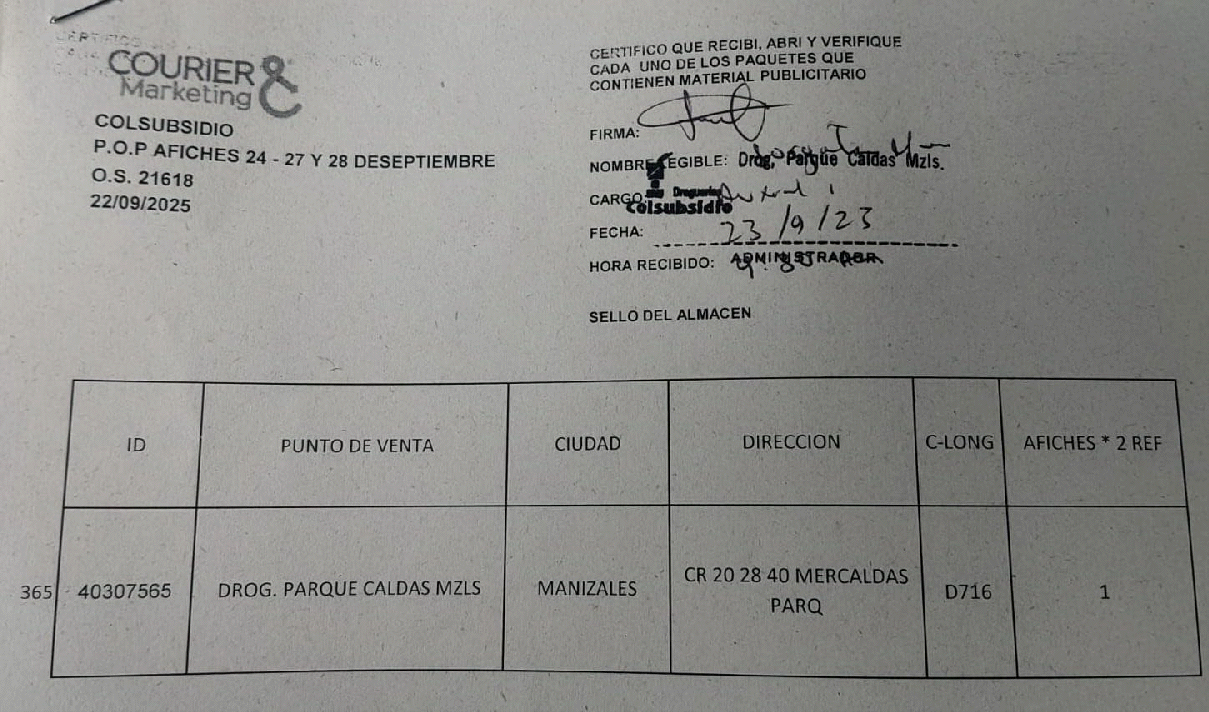 COURIER &
Marketing
COLSUBSIDIO
P.O.P AFICHES 24 - 27 Y 28 DESEPTIEMBRE
O.S. 21618
22/09/2025
CERTIFICO QUE RECIBI, ABRI Y VERIFIQUE
CADA UNO DE LOS PAQUETES QUE
CONTIENEN MATERIAL PUBLICITARIO
FIRMA:
NOMBRE LEGIBLE: Drog. Parque Caldas Mzls.
CARGO
Droguerías
Colsubsidio
FECHA: 23/9/23
HORA RECIBIDO: ADMINISTRADOR
SELLO DEL ALMACEN
ID PUNTO DE VENTA CIUDAD DIRECCION C-LONG AFICHES * 2 REF
365 40307565 DROG. PARQUE CALDAS MZLS MANIZALES CR 20 28 40 MERCALDAS PARQ D716 1